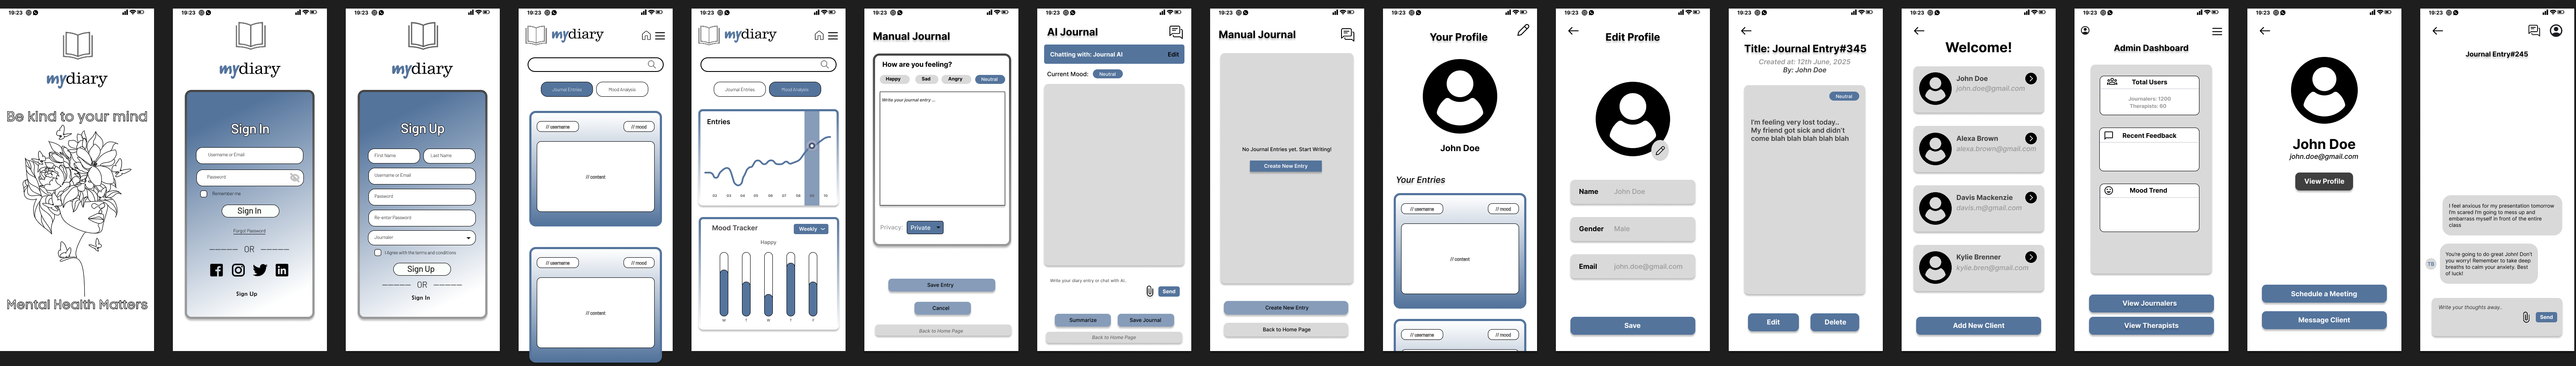 19:23
mydiary
Be kind to your mind
Mental Health Matters
19:23
mydiary
Sign In
Username or Email
Password
Remember me
Sign In
Forgot Password
OR
Sign Up
19:23
mydiary
Sign Up
First Name
Last Name
Username or Email
Password
Re-enter Password
Journaler
I Agree with the terms and conditions
Sign Up
OR
Sign In
19:23
mydiary
Journal Entries
Mood Analysis
// username
// mood
// content
// username
// mood
// content
19:23
mydiary
Journal Entries
Mood Analysis
Entries
02 03 04 05 06 07 08 09 10
Mood Tracker
Weekly
Happy
M T W T F
19:23
Manual Journal
How are you feeling?
Happy
Sad
Angry
Neutral
Write your journal entry ...
Privacy:
Private
Save Entry
Cancel
Back to Home Page
19:23
AI Journal
Chatting with: Journal AI
Edit
Current Mood:
Neutral
Write your diary entry or chat with AI..
Send
Summarize
Save Journal
Back to Home Page
19:23
Manual Journal
No Journal Entries yet. Start Writing!
Create New Entry
Create New Entry
Back to Home Page
19:23
Your Profile
John Doe
Your Entries
// username
// mood
// content
// username
// mood
19:23
Edit Profile
Name
John Doe
Gender
Male
Email
john.doe@gmail.com
Save
19:23
Title: Journal Entry#345
Created at: 12th June, 2025
By: John Doe
Neutral
I'm feeling very lost today..
My friend got sick and didn't
come blah blah blah blah blah
Edit
Delete
19:23
Welcome!
John Doe
john.doe@gmail.com
Alexa Brown
alexa.brown@gmail.com
Davis Mackenzie
davis.m@gmail.com
Kylie Brenner
kylie.bren@gmail.com
Add New Client
19:23
Admin Dashboard
Total Users
Journalers: 1200
Therapists: 60
Recent Feedback
Mood Trend
View Journalers
View Therapists
19:23
John Doe
john.doe@gmail.com
View Profile
Schedule a Meeting
Message Client
19:23
Journal Entry#245
I feel anxious for my presentation tomorrow
I'm scared I'm going to mess up and
embarrass myself in front of the entire
class
You're going to do great John! Don't
you worry! Remember to take deep
breaths to calm your anxiety. Best
of luck!
Write your thoughts away..
Send